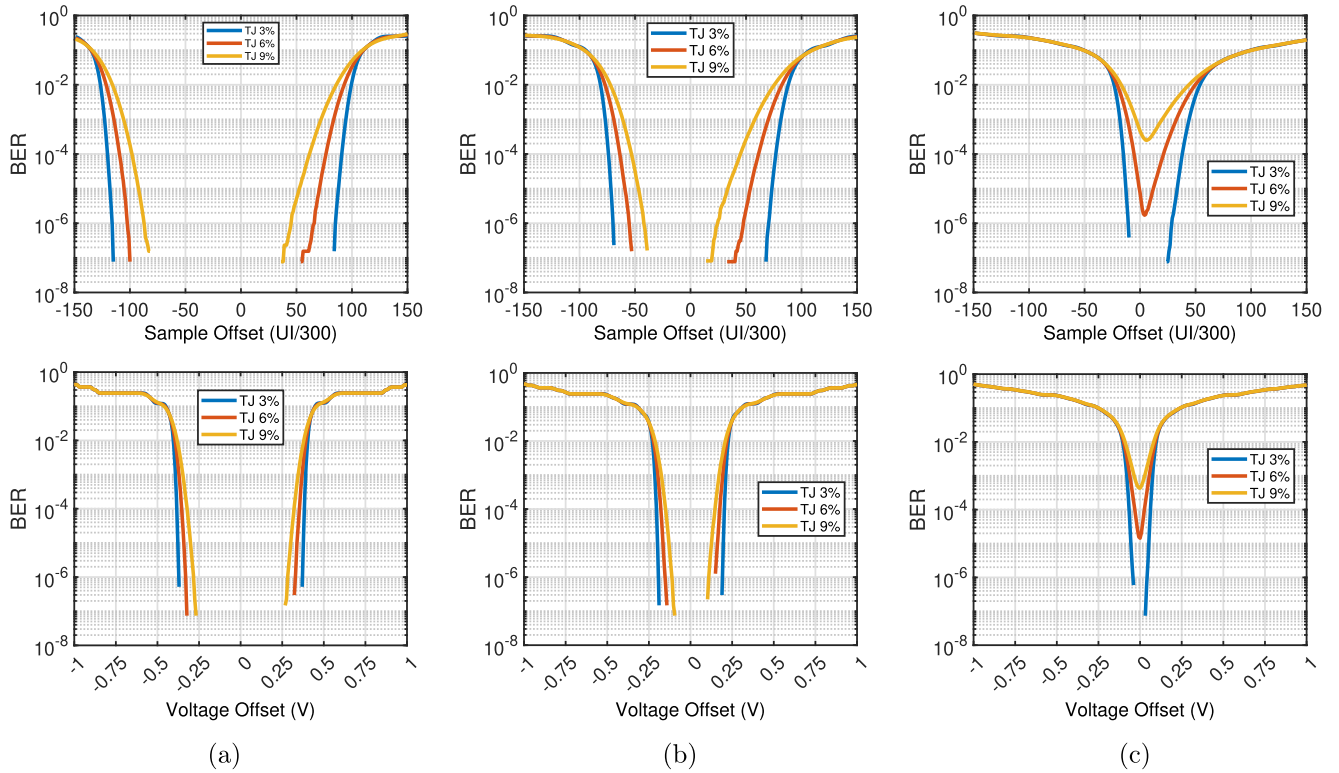 BER
10^0
10^-2
10^-4
10^-6
10^-8
TJ 3%
TJ 6%
TJ 9%
-150 -100 -50 0 50 100 150
Sample Offset (UI/300)
BER
10^0
10^-2
10^-4
10^-6
10^-8
TJ 3%
TJ 6%
TJ 9%
-150 -100 -50 0 50 100 150
Sample Offset (UI/300)
BER
10^0
10^-2
10^-4
10^-6
10^-8
TJ 3%
TJ 6%
TJ 9%
-150 -100 -50 0 50 100 150
Sample Offset (UI/300)
BER
10^0
10^-2
10^-4
10^-6
10^-8
TJ 3%
TJ 6%
TJ 9%
-1 -0.75 -0.5 -0.25 0 0.25 0.5 0.75 1
Voltage Offset (V)
BER
10^0
10^-2
10^-4
10^-6
10^-8
TJ 3%
TJ 6%
TJ 9%
-1 -0.75 -0.5 -0.25 0 0.25 0.5 0.75 1
Voltage Offset (V)
BER
10^0
10^-2
10^-4
10^-6
10^-8
TJ 3%
TJ 6%
TJ 9%
-1 -0.75 -0.5 -0.25 0 0.25 0.5 0.75 1
Voltage Offset (V)
(a)
(b)
(c)